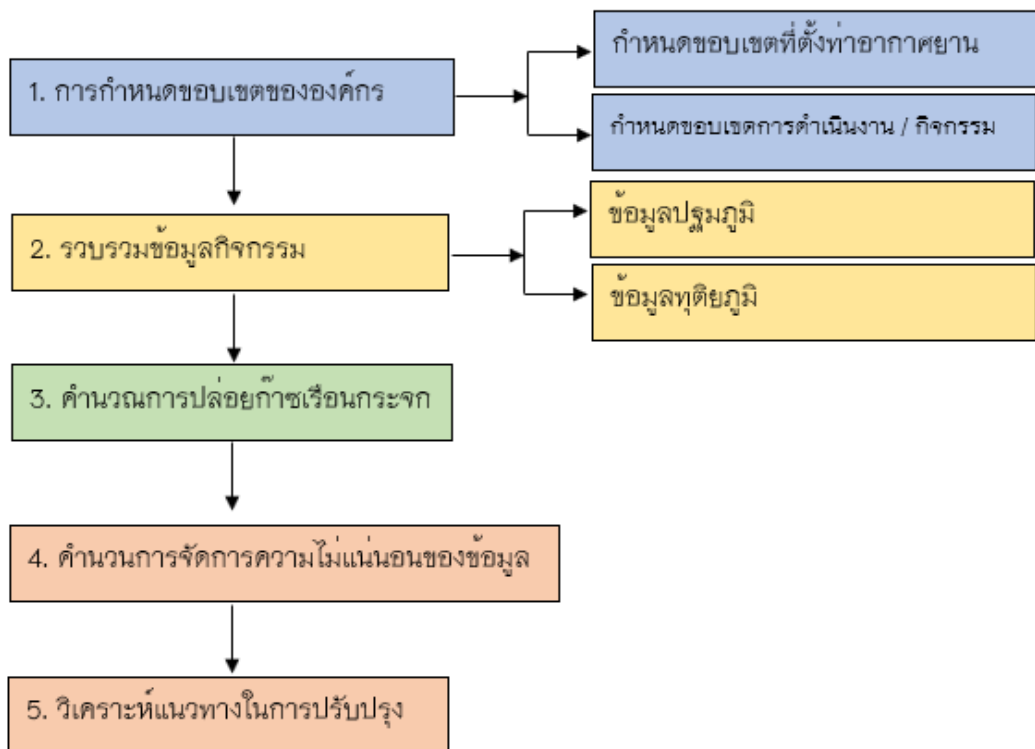 1. การกำหนดขอบเขตขององค์กร
กำหนดขอบเขตที่ตั้งท่าอากาศยาน
กำหนดขอบเขตการดำเนินงาน / กิจกรรม
2. รวบรวมข้อมูลกิจกรรม
ข้อมูลปฐมภูมิ
ข้อมูลทุติยภูมิ
3. คำนวณการปล่อยก๊าซเรือนกระจก
4. คำนวนการจัดการความไม่แน่นอนของข้อมูล
5. วิเคราะห์แนวทางในการปรับปรุง